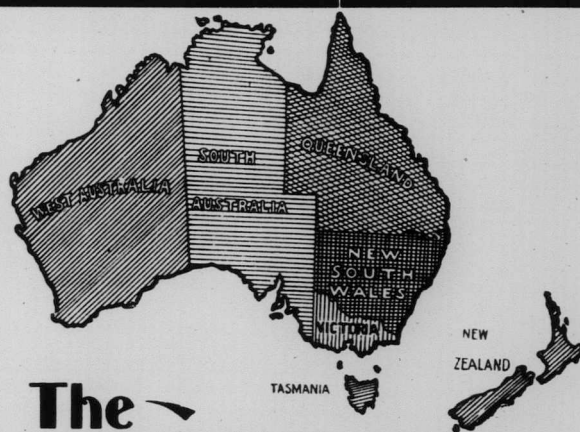 SOUTH
QUEENSLAND
WEST AUSTRALIA
AUSTRALIA
NEW
SOUTH
WALES
VICTORIA
NEW
ZEALAND
TASMANIA
The